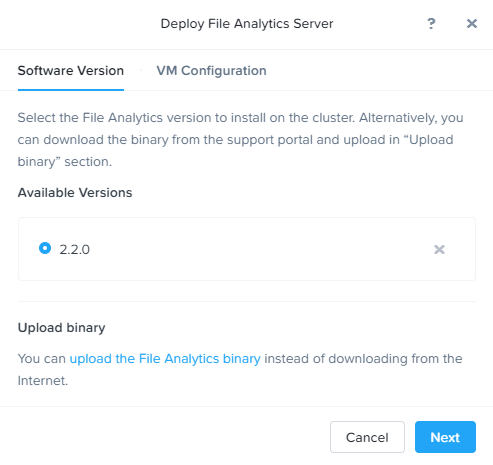 Deploy File Analytics Server
?
Software Version
VM Configuration
Select the File Analytics version to install on the cluster. Alternatively, you
can download the binary from the support portal and upload in “Upload
binary” section.
Available Versions
2.2.0
Upload binary
You can upload the File Analytics binary instead of downloading from the
Internet.
Cancel
Next